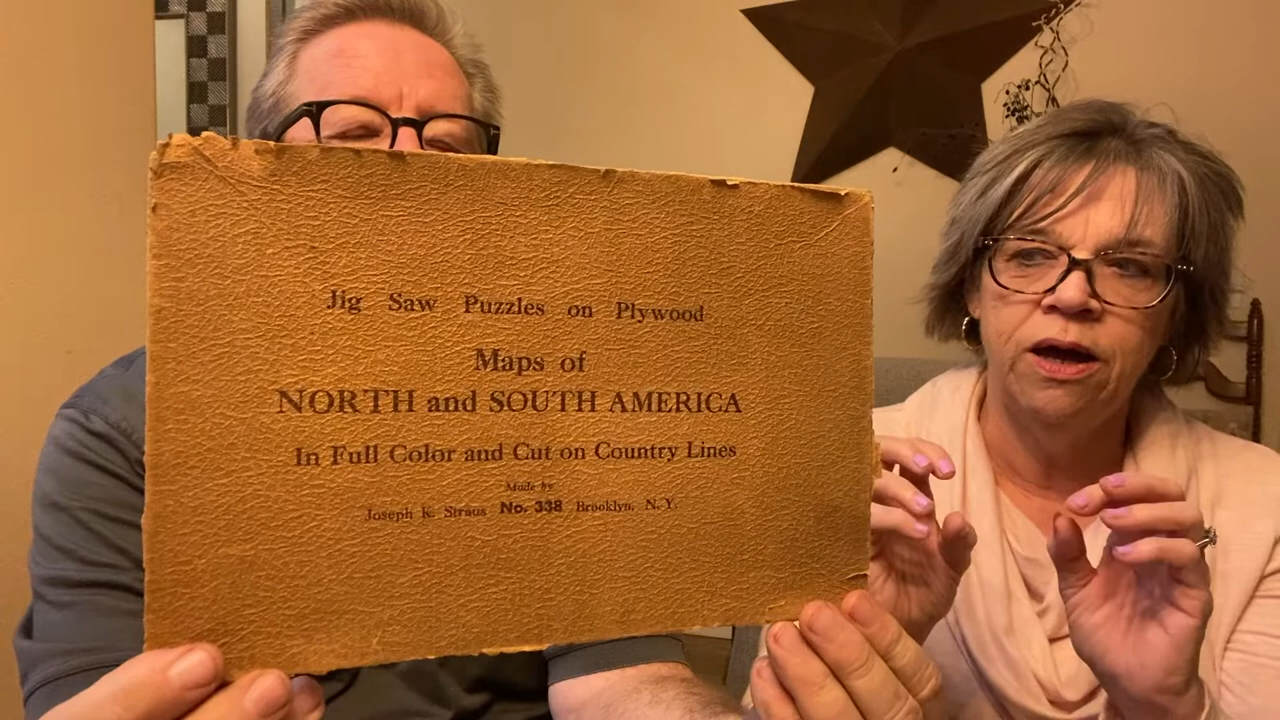 Jig Saw Puzzles on Plywood
Maps of
NORTH and SOUTH AMERICA
In Full Color and Cut on Country Lines
Made by
Joseph K. Straus No. 338 Brooklyn, N. Y.